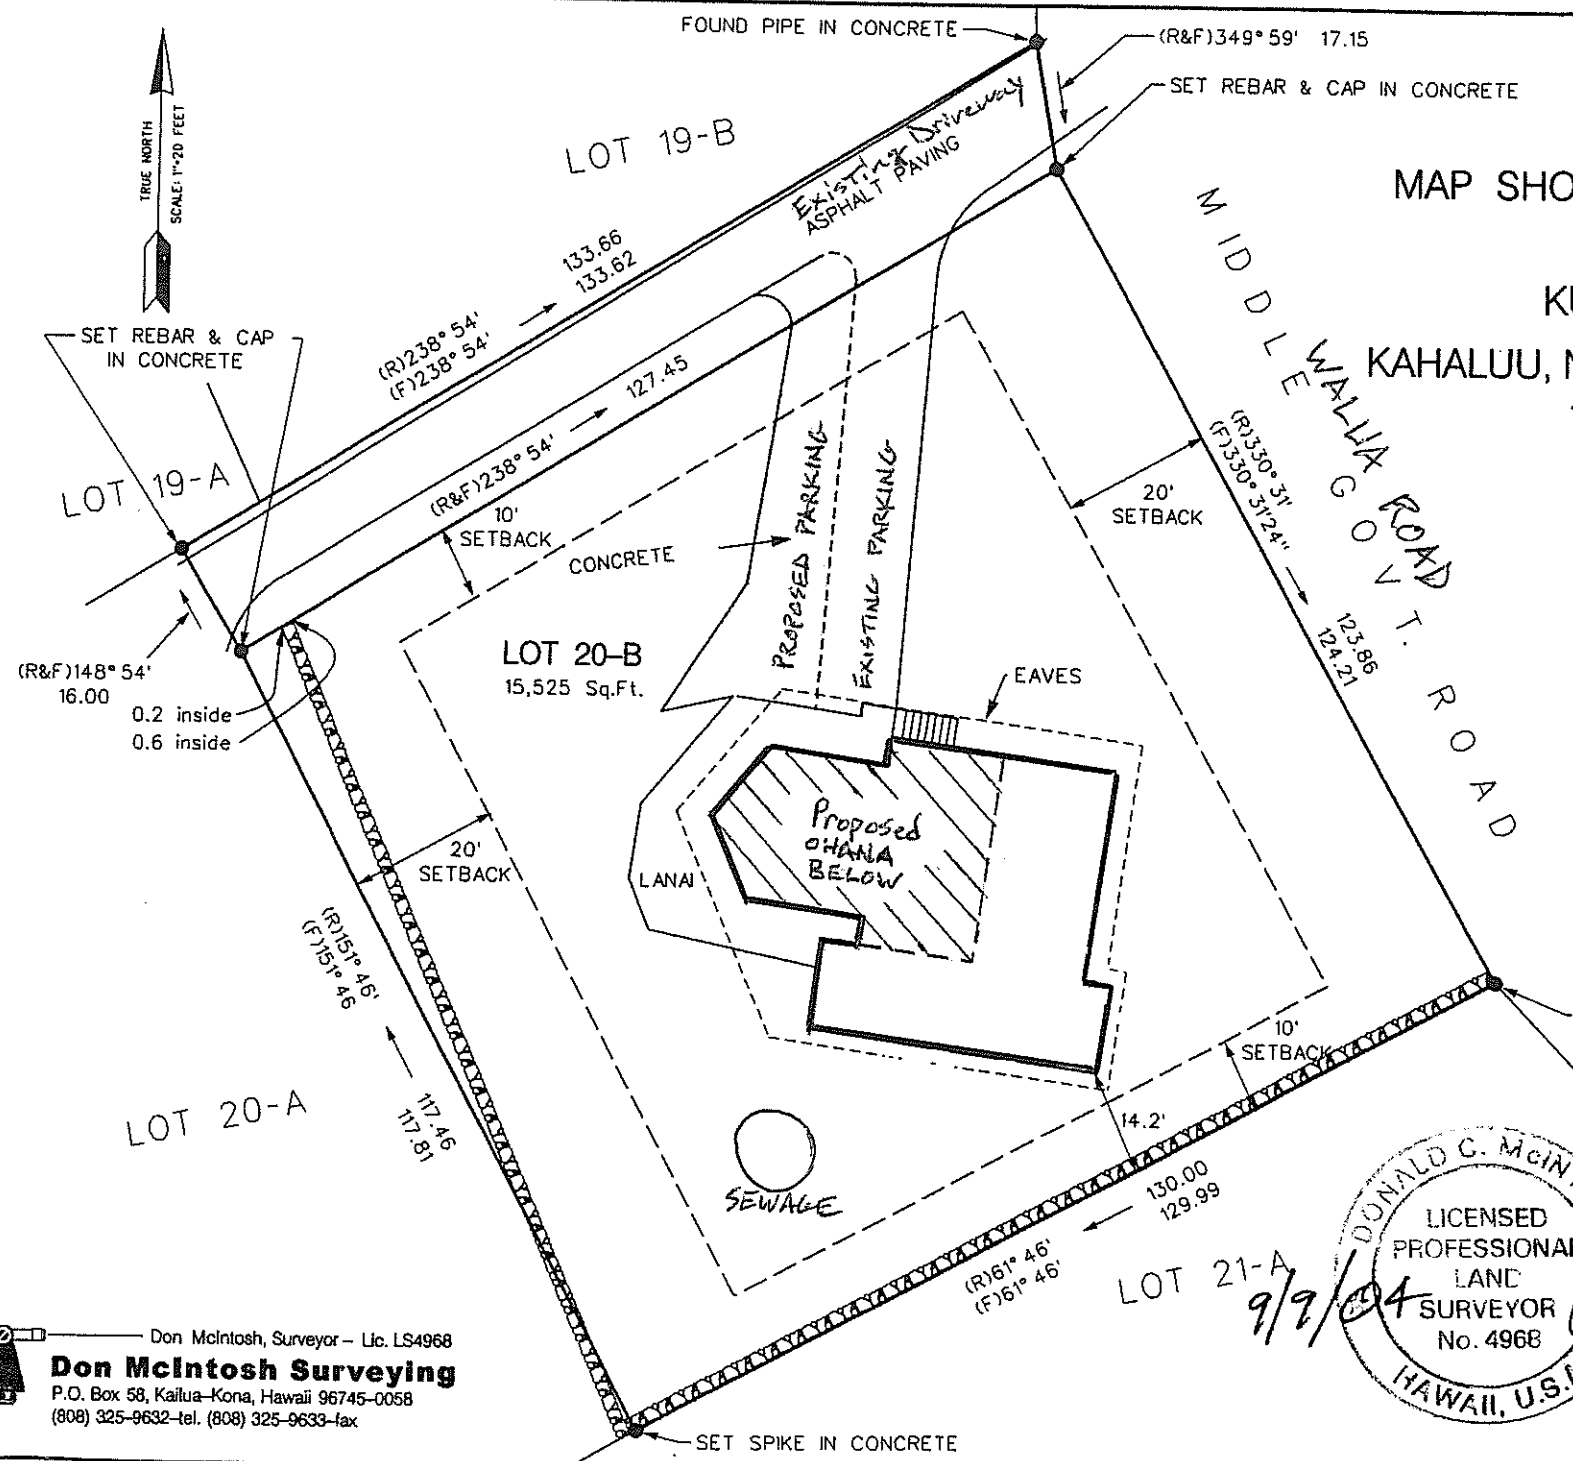 FOUND PIPE IN CONCRETE
(R&F)349°59' 17.15
SET REBAR & CAP IN CONCRETE
TRUE NORTH
SCALE: 1"=20 FEET
LOT 19-B
Existing Driveway
ASPHALT PAVING
MAP SHO
KU
KAHALUU, N
MIDDLE GOVT. ROAD
WALUA ROAD
SET REBAR & CAP
IN CONCRETE
133.66
133.62
(R)238°54'
(F)238°54'
127.45
(R&F)238°54'
LOT 19-A
10'
SETBACK
CONCRETE
PROPOSED PARKING
EXISTING PARKING
20'
SETBACK
(R)330°31'
(F)330°31'24"
123.86
124.21
LOT 20-B
15,525 Sq.Ft.
(R&F)148°54'
16.00
0.2 inside
0.6 inside
EAVES
Proposed
OHANA
BELOW
LANAI
20'
SETBACK
(R)151°46'
(F)151°46
117.46
117.81
LOT 20-A
10'
SETBACK
14.2'
SEWAGE
130.00
129.99
(R)61°46'
(F)61°46'
LOT 21-A
9/9/04
DONALD C. McIN
LICENSED
PROFESSIONAL
LAND
SURVEYOR
No. 4968
HAWAII, U.S.
Don McIntosh, Surveyor – Lic. LS4968
Don McIntosh Surveying
P.O. Box 58, Kailua–Kona, Hawaii 96745–0058
(808) 325–9632–tel. (808) 325–9633–fax
SET SPIKE IN CONCRETE